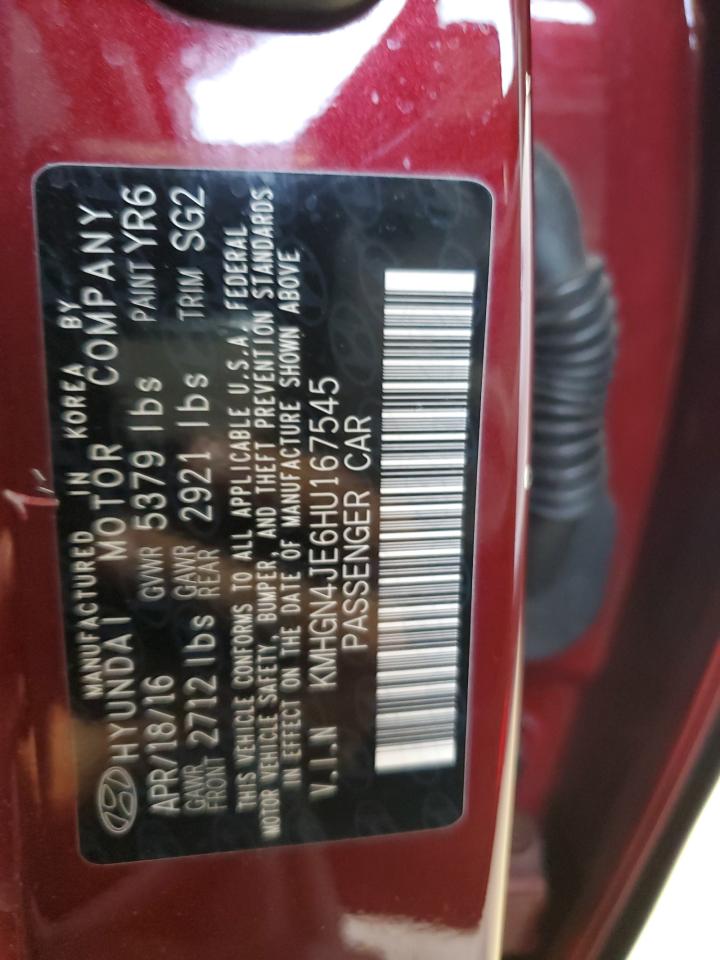 MANUFACTURED IN KOREA BY
HYUNDAI MOTOR COMPANY
APR/18/16 GVWR 5379 lbs PAINT YR6
GAWR FRONT 2712 lbs GAWR REAR 2921 lbs TRIM SG2
THIS VEHICLE CONFORMS TO ALL APPLICABLE U.S.A. FEDERAL
MOTOR VEHICLE SAFETY, BUMPER, AND THEFT PREVENTION STANDARDS
IN EFFECT ON THE DATE OF MANUFACTURE SHOWN ABOVE
V.I.N KMHGN4JE6HU167545
PASSENGER CAR